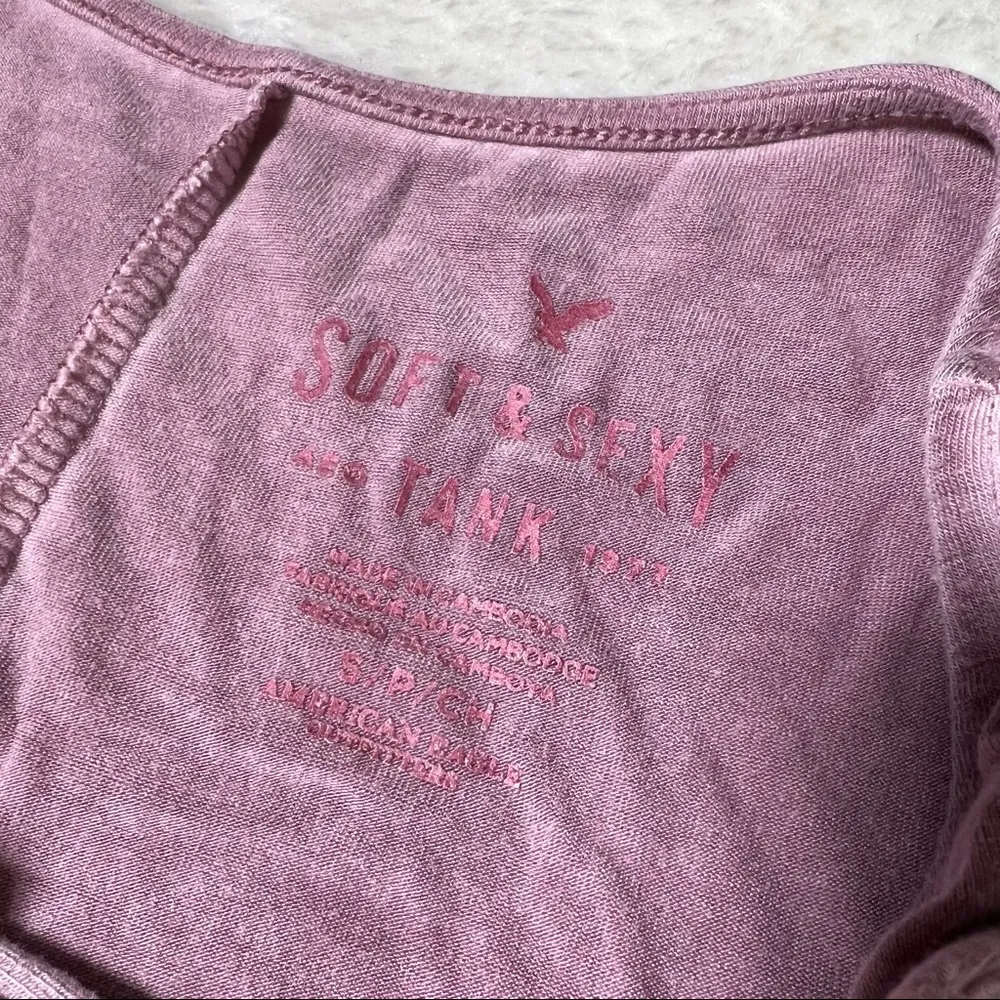 SOFT & SEXY
AEO TANK 1977
MADE IN CAMBODIA
FABRIQUÉ AU CAMBODGE
HECHO EN CAMBOYA
S/P/CH
AMERICAN EAGLE
OUTFITTERS